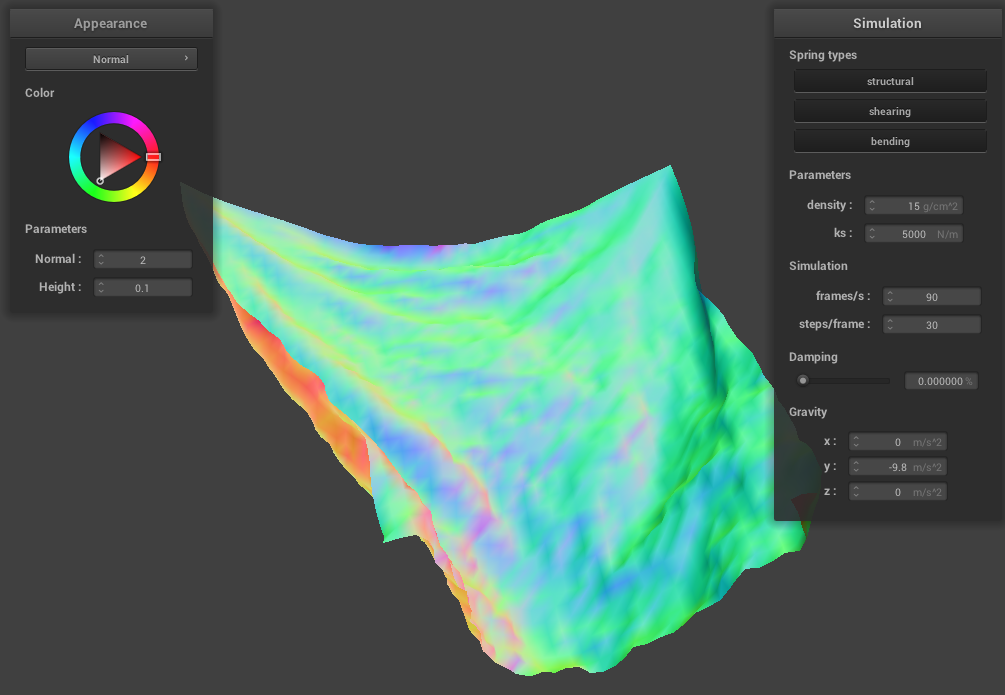 Appearance
Normal
Color
Parameters
Normal : 2
Height : 0.1
Simulation
Spring types
structural
shearing
bending
Parameters
density : 15 g/cm^2
ks : 5000 N/m
Simulation
frames/s : 90
steps/frame : 30
Damping
0.000000 %
Gravity
x : 0 m/s^2
y : -9.8 m/s^2
z : 0 m/s^2